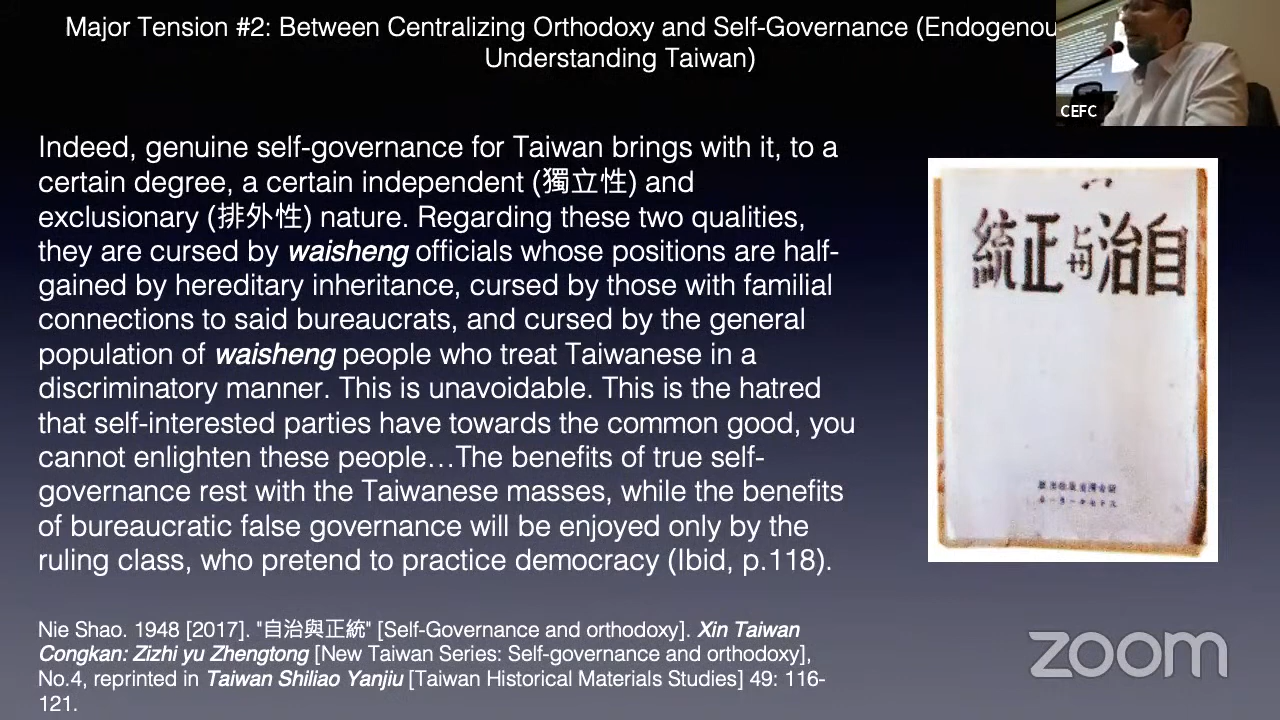 Major Tension #2: Between Centralizing Orthodoxy and Self-Governance (Endogenou
Understanding Taiwan)
CEFC
Indeed, genuine self-governance for Taiwan brings with it, to a
certain degree, a certain independent (獨立性) and
exclusionary (排外性) nature. Regarding these two qualities,
they are cursed by waisheng officials whose positions are half-
gained by hereditary inheritance, cursed by those with familial
connections to said bureaucrats, and cursed by the general
population of waisheng people who treat Taiwanese in a
discriminatory manner. This is unavoidable. This is the hatred
that self-interested parties have towards the common good, you
cannot enlighten these people…The benefits of true self-
governance rest with the Taiwanese masses, while the benefits
of bureaucratic false governance will be enjoyed only by the
ruling class, who pretend to practice democracy (Ibid, p.118).
統正与治自
Nie Shao. 1948 [2017]. "自治與正統" [Self-Governance and orthodoxy]. Xin Taiwan
Congkan: Zizhi yu Zhengtong [New Taiwan Series: Self-governance and orthodoxy],
No.4, reprinted in Taiwan Shiliao Yanjiu [Taiwan Historical Materials Studies] 49: 116-
121.
zoom